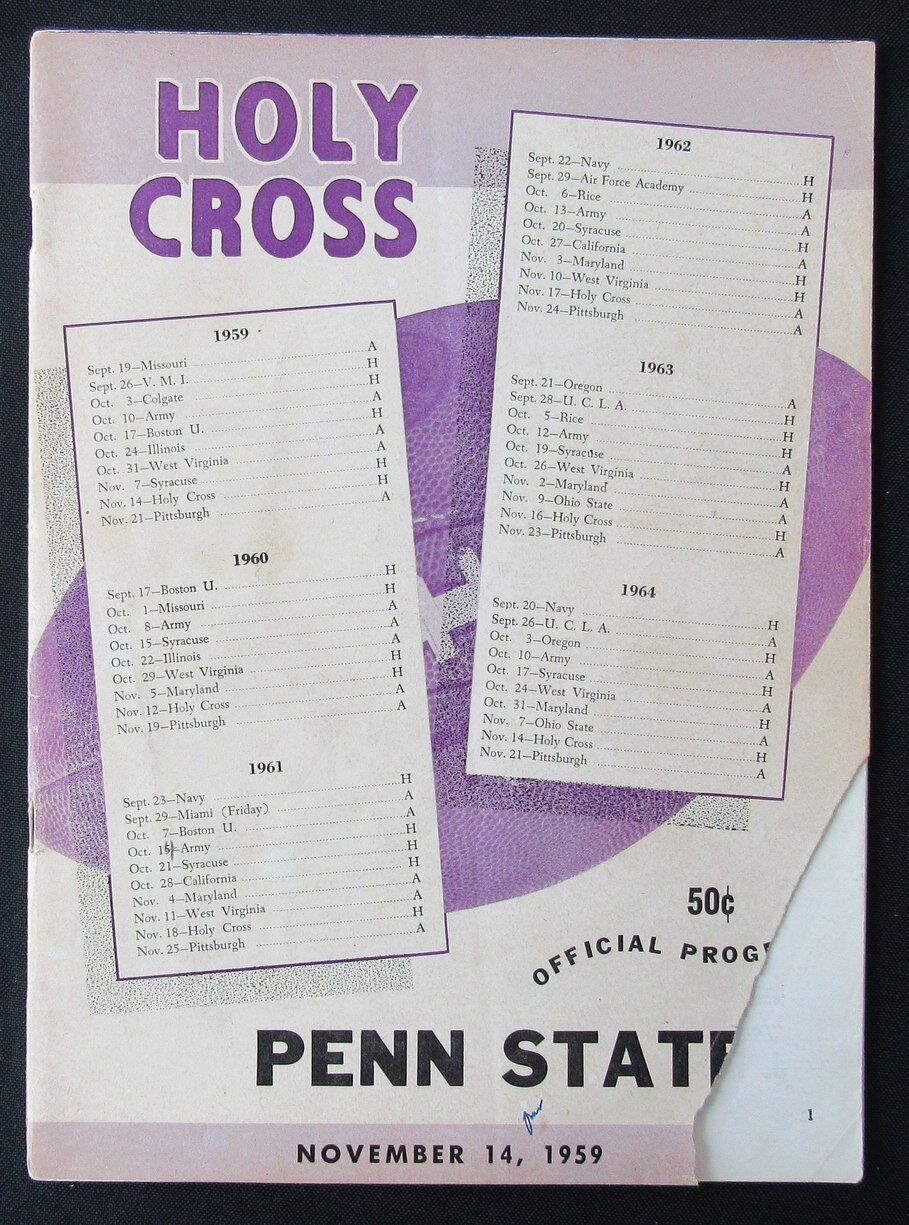 HOLY
CROSS
1959
Sept. 19—Missouri A
Sept. 26—V. M. I. H
Oct. 3—Colgate H
Oct. 10—Army A
Oct. 17—Boston U. H
Oct. 24—Illinois A
Oct. 31—West Virginia A
Nov. 7—Syracuse H
Nov. 14—Holy Cross H
Nov. 21—Pittsburgh A
1960
Sept. 17—Boston U. H
Oct. 1—Missouri H
Oct. 8—Army A
Oct. 15—Syracuse A
Oct. 22—Illinois A
Oct. 29—West Virginia H
Nov. 5—Maryland H
Nov. 12—Holy Cross A
Nov. 19—Pittsburgh A
1961
Sept. 23—Navy H
Sept. 29—Miami (Friday) A
Oct. 7—Boston U. A
Oct. 14—Army H
Oct. 21—Syracuse H
Oct. 28—California H
Nov. 4—Maryland A
Nov. 11—West Virginia A
Nov. 18—Holy Cross H
Nov. 25—Pittsburgh A
1962
Sept. 22—Navy H
Sept. 29—Air Force Academy H
Oct. 6—Rice A
Oct. 13—Army A
Oct. 20—Syracuse H
Oct. 27—California A
Nov. 3—Maryland H
Nov. 10—West Virginia H
Nov. 17—Holy Cross A
Nov. 24—Pittsburgh A
1963
Sept. 21—Oregon A
Sept. 28—U. C. L. A. H
Oct. 5—Rice H
Oct. 12—Army H
Oct. 19—Syracuse A
Oct. 26—West Virginia H
Nov. 2—Maryland H
Nov. 9—Ohio State A
Nov. 16—Holy Cross H
Nov. 23—Pittsburgh A
1964
Sept. 20—Navy H
Sept. 26—U. C. L. A. A
Oct. 3—Oregon H
Oct. 10—Army A
Oct. 17—Syracuse H
Oct. 24—West Virginia A
Oct. 31—Maryland H
Nov. 7—Ohio State A
Nov. 14—Holy Cross H
Nov. 21—Pittsburgh A
50¢
OFFICIAL PROG
PENN STATE
NOVEMBER 14, 1959
1